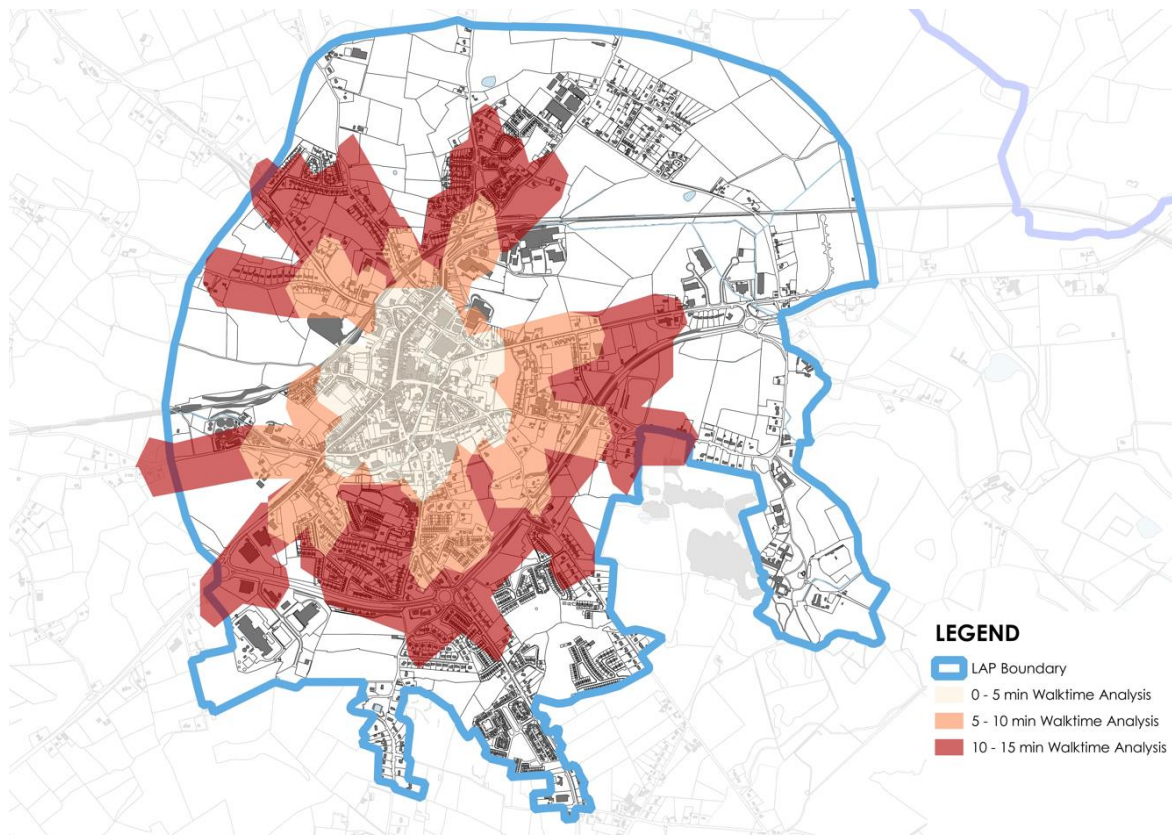 LEGEND
LAP Boundary
0 - 5 min Walktime Analysis
5 - 10 min Walktime Analysis
10 - 15 min Walktime Analysis